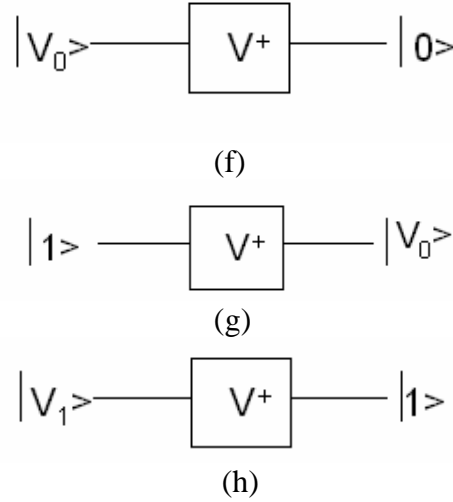 |V₀> V⁺ |0>
(f)
|1> V⁺ |V₀>
(g)
|V₁> V⁺ |1>
(h)